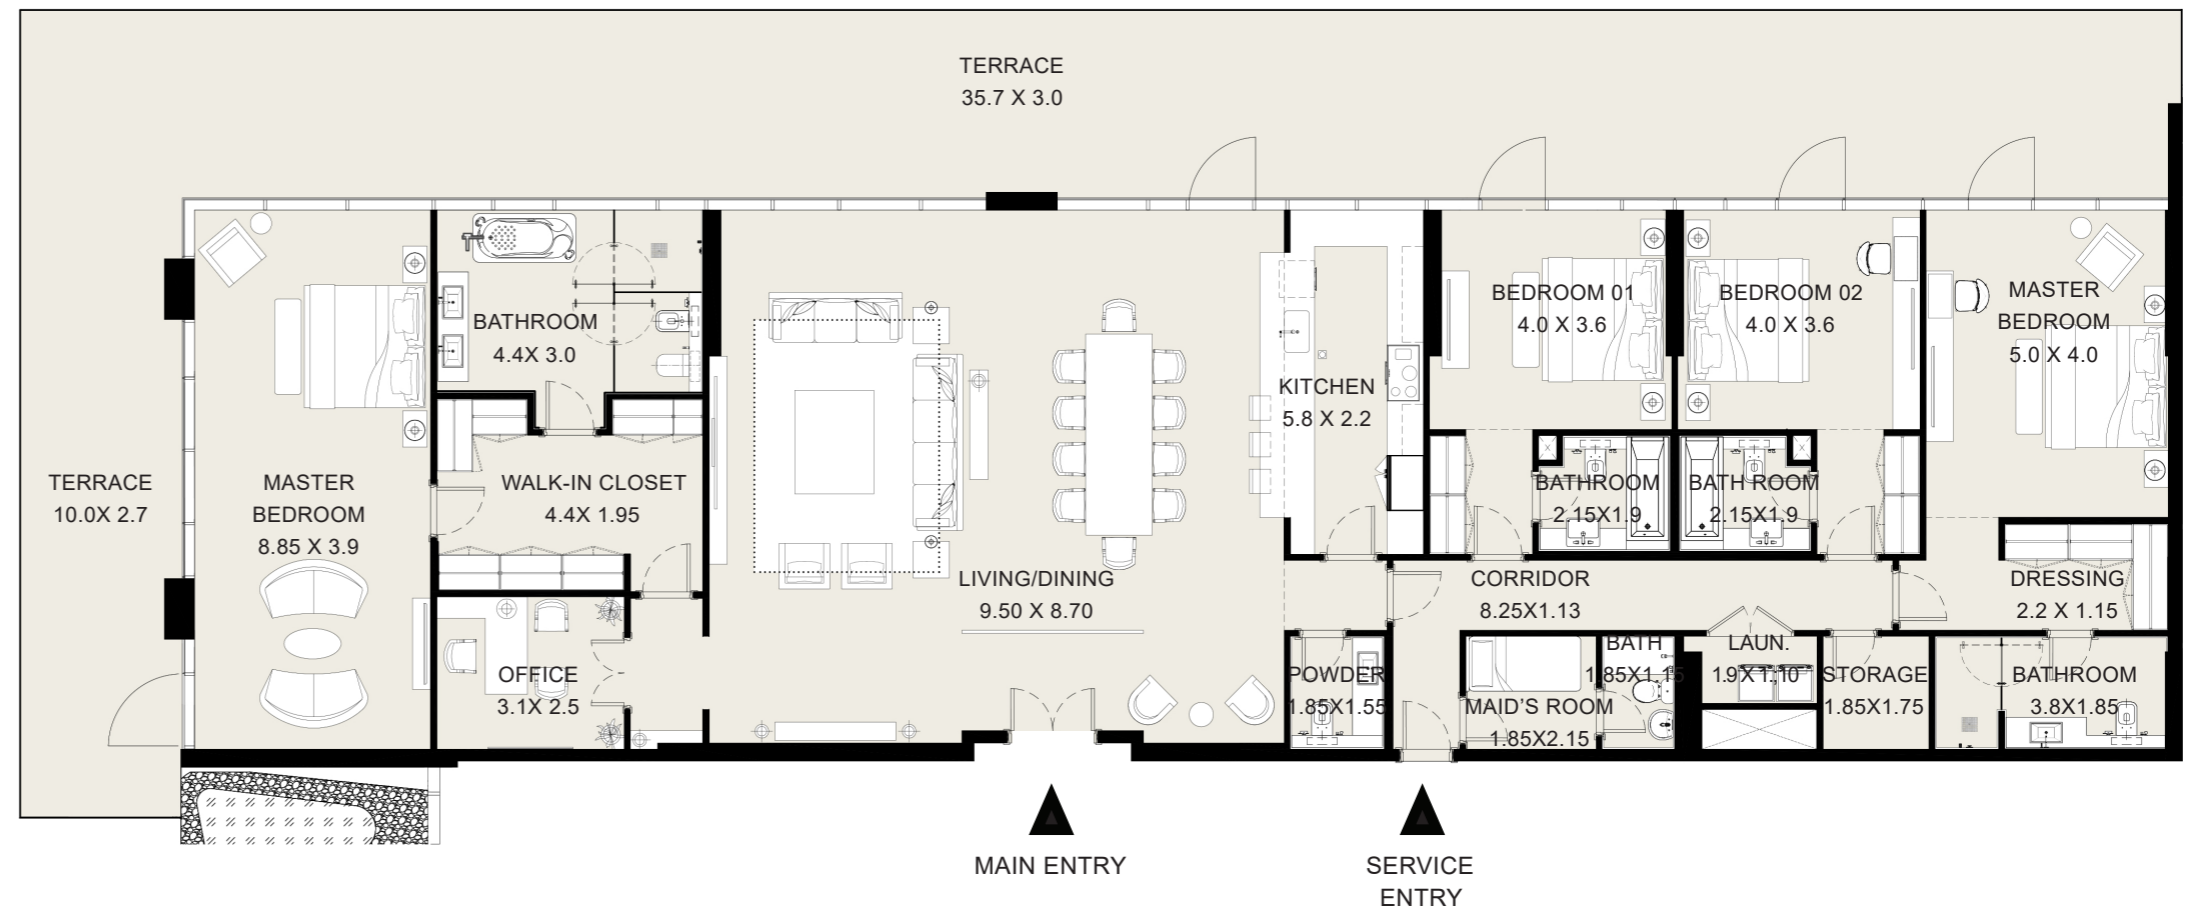 TERRACE
35.7 X 3.0
TERRACE
10.0X 2.7
MASTER
BEDROOM
8.85 X 3.9
BATHROOM
4.4X 3.0
WALK-IN CLOSET
4.4X 1.95
OFFICE
3.1X 2.5
LIVING/DINING
9.50 X 8.70
KITCHEN
5.8 X 2.2
BEDROOM 01
4.0 X 3.6
BEDROOM 02
4.0 X 3.6
MASTER
BEDROOM
5.0 X 4.0
BATHROOM
2.15X1.9
BATH ROOM
2.15X1.9
CORRIDOR
8.25X1.13
DRESSING
2.2 X 1.15
POWDER
1.85X1.55
MAID'S ROOM
1.85X2.15
BATH
1.85X1.15
LAUN.
1.9X1.10
STORAGE
1.85X1.75
BATHROOM
3.8X1.85
MAIN ENTRY
SERVICE
ENTRY